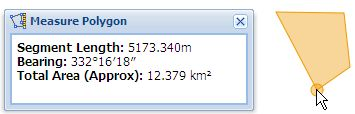 Measure Polygon
Segment Length: 5173.340m
Bearing: 332°16'18"
Total Area (Approx): 12.379 km²